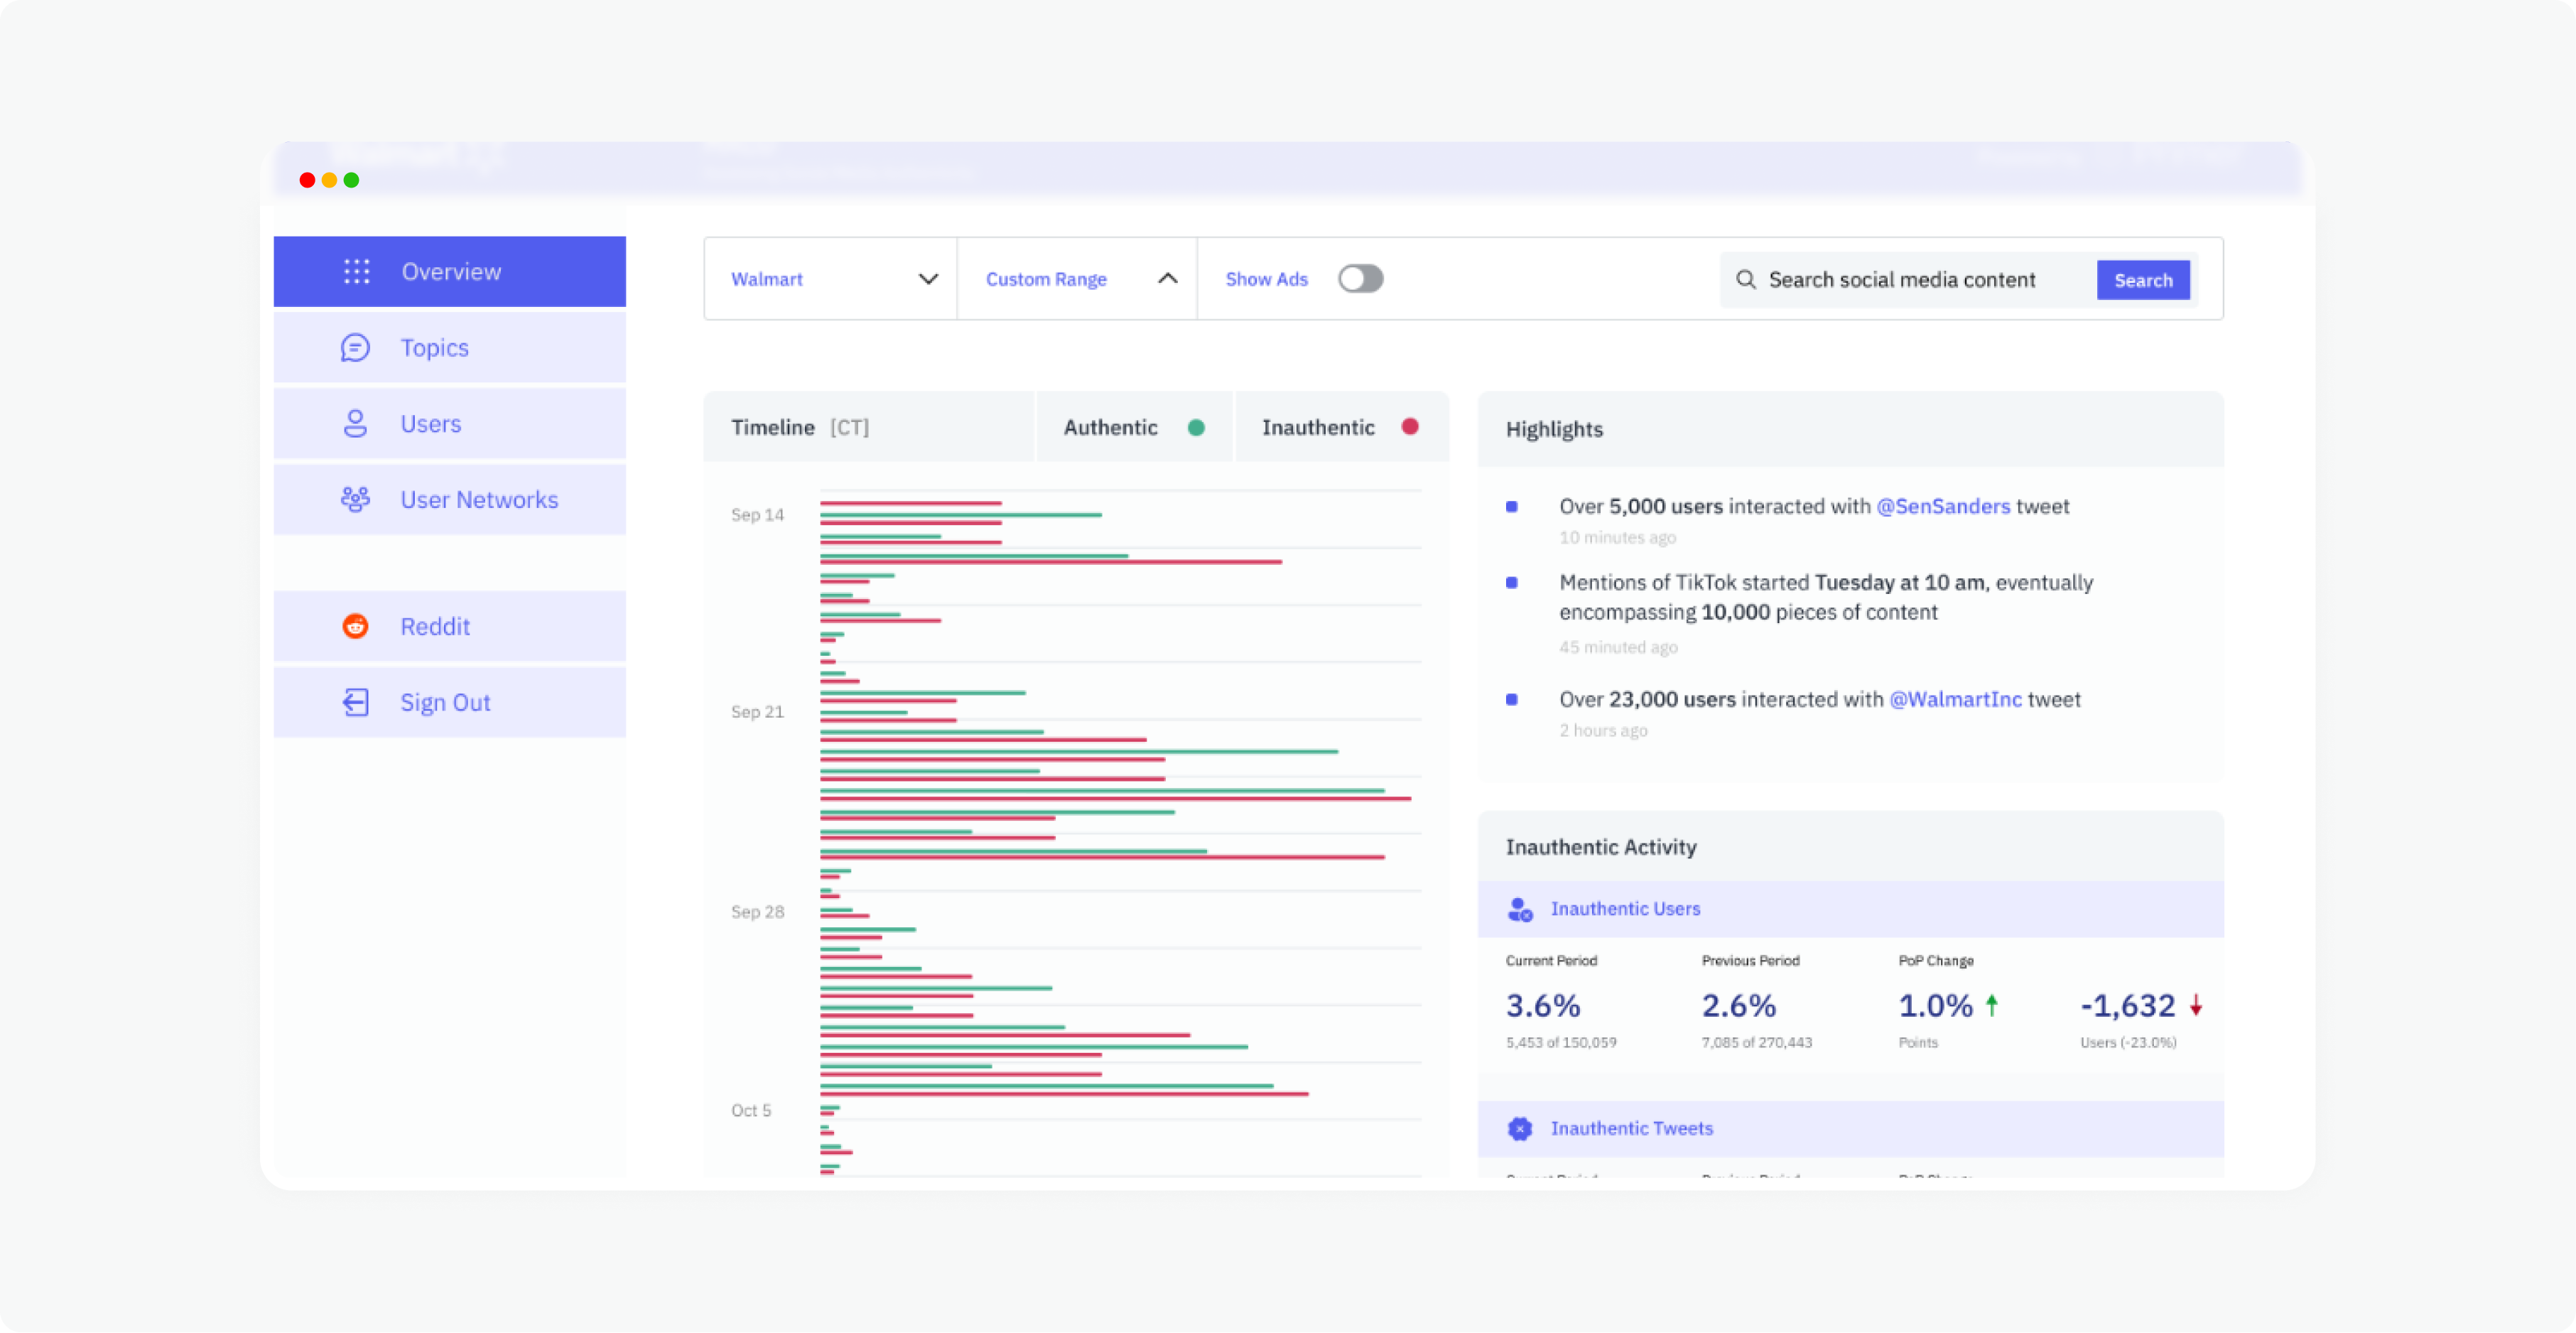 Overview
Topics
Users
User Networks
Reddit
Sign Out
Walmart
Custom Range
Show Ads
Search social media content
Search
Timeline [CT]
Authentic
Inauthentic
Sep 14
Sep 21
Sep 28
Oct 5
Highlights
Over 5,000 users interacted with @SenSanders tweet
10 minutes ago
Mentions of TikTok started Tuesday at 10 am, eventually
encompassing 10,000 pieces of content
45 minuted ago
Over 23,000 users interacted with @WalmartInc tweet
2 hours ago
Inauthentic Activity
Inauthentic Users
Current Period Previous Period PoP Change
3.6% 2.6% 1.0% -1,632
5,453 of 150,059 7,085 of 270,443 Points Users (-23.0%)
Inauthentic Tweets